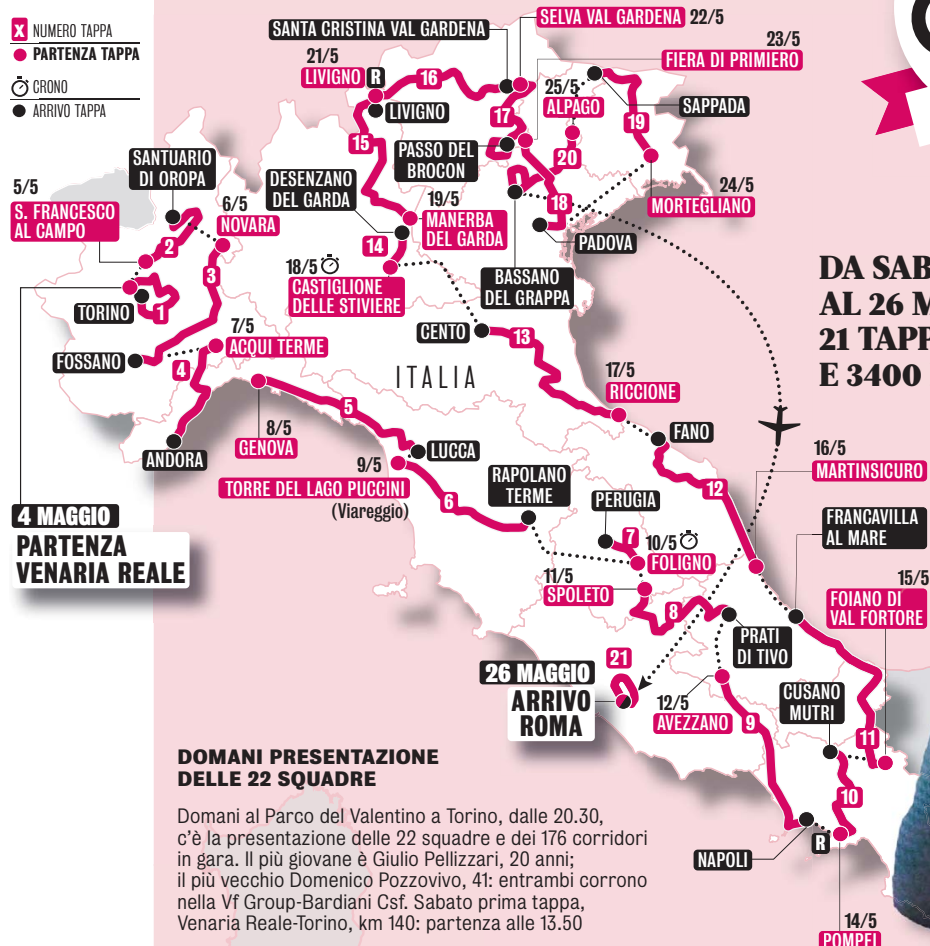 X NUMERO TAPPA
PARTENZA TAPPA
CRONO
ARRIVO TAPPA
SANTA CRISTINA VAL GARDENA
SELVA VAL GARDENA 22/5
21/5
LIVIGNO R
16
23/5
FIERA DI PRIMIERO
25/5
ALPAGO
LIVIGNO
SAPPADA
17
19
15
PASSO DEL
BROCON
20
SANTUARIO
DI OROPA
DESENZANO
DEL GARDA
5/5
S. FRANCESCO
AL CAMPO
6/5
NOVARA
19/5
MANERBA
DEL GARDA
18
24/5
MORTEGLIANO
2
3
14
PADOVA
18/5
CASTIGLIONE
DELLE STIVIERE
BASSANO
DEL GRAPPA
DA SAB
AL 26 M
21 TAPP
E 3400
TORINO
1
7/5
ACQUI TERME
CENTO
13
FOSSANO
4
ITALIA
17/5
RICCIONE
5
8/5
GENOVA
FANO
ANDORA
LUCCA
9/5
TORRE DEL LAGO PUCCINI
(Viareggio)
6
RAPOLANO
TERME
PERUGIA
12
16/5
MARTINSICURO
4 MAGGIO
PARTENZA
VENARIA REALE
7
10/5
FOLIGNO
FRANCAVILLA
AL MARE
11/5
SPOLETO
8
15/5
FOIANO DI
VAL FORTORE
PRATI
DI TIVO
21
26 MAGGIO
ARRIVO
ROMA
12/5
AVEZZANO
9
CUSANO
MUTRI
11
10
NAPOLI
R
14/5
POMPEI
DOMANI PRESENTAZIONE
DELLE 22 SQUADRE
Domani al Parco del Valentino a Torino, dalle 20.30,
c'è la presentazione delle 22 squadre e dei 176 corridori
in gara. Il più giovane è Giulio Pellizzari, 20 anni;
il più vecchio Domenico Pozzovivo, 41: entrambi corrono
nella Vf Group-Bardiani Csf. Sabato prima tappa,
Venaria Reale-Torino, km 140: partenza alle 13.50